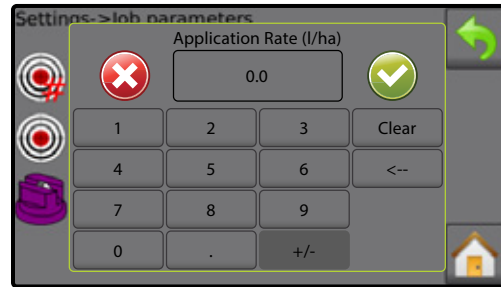 Settings->Job parameters
Application Rate (l/ha)
0.0
1 2 3 Clear
4 5 6 <--
7 8 9
0 . +/-
#